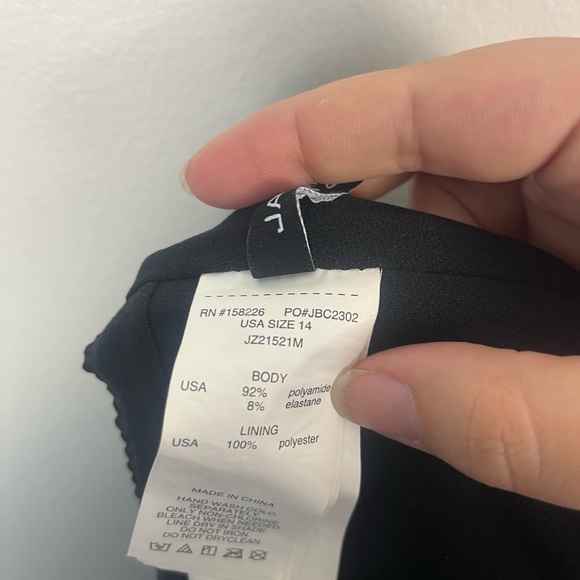 RN #158226 PO#JBC2302
USA SIZE 14
JZ21521M
BODY
USA 92% polyamide
8% elastane
LINING
USA 100% polyester
MADE IN CHINA
HAND WASH COLD
SEPARATELY
ONLY NON-CHLORINE
BLEACH WHEN NEEDED
LINE DRY IN SHADE
DO NOT IRON
DO NOT DRYCLEAN